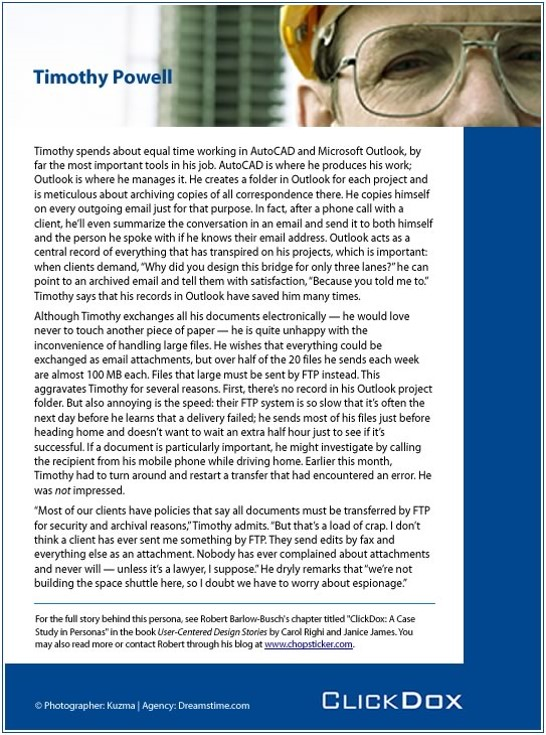 Timothy Powell
Timothy spends about equal time working in AutoCAD and Microsoft Outlook, by
far the most important tools in his job. AutoCAD is where he produces his work;
Outlook is where he manages it. He creates a folder in Outlook for each project and
is meticulous about archiving copies of all correspondence there. He copies himself
on every outgoing email just for that purpose. In fact, after a phone call with a
client, he'll even summarize the conversation in an email and send it to both himself
and the person he spoke with if he knows their email address. Outlook acts as a
central record of everything that has transpired on his projects, which is important:
when clients demand, "Why did you design this bridge for only three lanes?" he can
point to an archived email and tell them with satisfaction, "Because you told me to."
Timothy says that his records in Outlook have saved him many times.
Although Timothy exchanges all his documents electronically — he would love
never to touch another piece of paper — he is quite unhappy with the
inconvenience of handling large files. He wishes that everything could be
exchanged as email attachments, but over half of the 20 files he sends each week
are almost 100 MB each. Files that large must be sent by FTP instead. This
aggravates Timothy for several reasons. First, there's no record in his Outlook project
folder. But also annoying is the speed: their FTP system is so slow that it's often the
next day before he learns that a delivery failed; he sends most of his files just before
heading home and doesn't want to wait an extra half hour just to see if it's
successful. If a document is particularly important, he might investigate by calling
the recipient from his mobile phone while driving home. Earlier this month,
Timothy had to turn around and restart a transfer that had encountered an error. He
was not impressed.
"Most of our clients have policies that say all documents must be transferred by FTP
for security and archival reasons," Timothy admits. "But that's a load of crap. I don't
think a client has ever sent me something by FTP. They send edits by fax and
everything else as an attachment. Nobody has ever complained about attachments
and never will — unless it's a lawyer, I suppose." He dryly remarks that "we're not
building the space shuttle here, so I doubt we have to worry about espionage."
For the full story behind this persona, see Robert Barlow-Busch's chapter titled "ClickDox: A Case
Study in Personas" in the book User-Centered Design Stories by Carol Righi and Janice James. You
may also read more or contact Robert through his blog at www.chopsticker.com.
© Photographer: Kuzma | Agency: Dreamstime.com
CLICKDOX